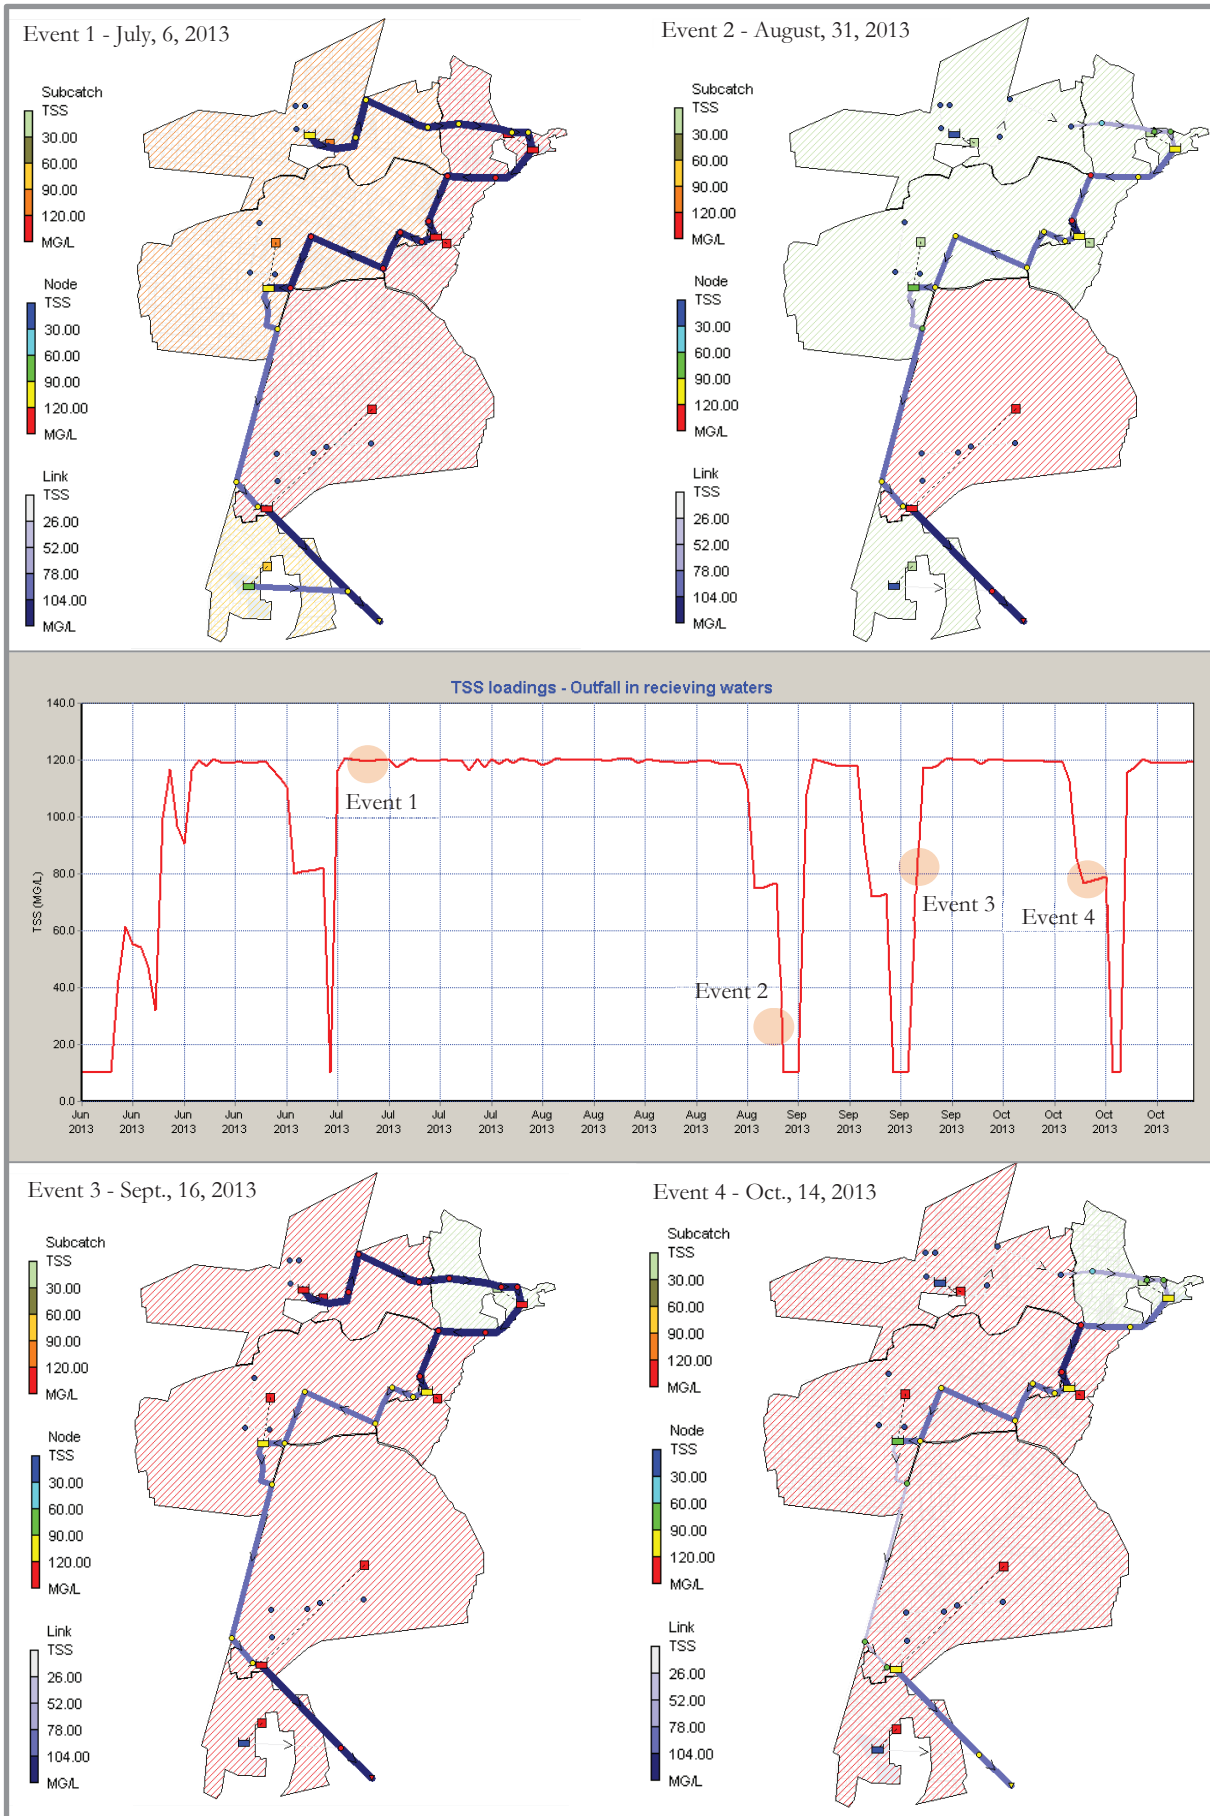 Event 1 - July, 6, 2013
Subcatch
TSS
30.00
60.00
90.00
120.00
MG/L
Node
TSS
30.00
60.00
90.00
120.00
MG/L
Link
TSS
26.00
52.00
78.00
104.00
MG/L
Event 2 - August, 31, 2013
Subcatch
TSS
30.00
60.00
90.00
120.00
MG/L
Node
TSS
30.00
60.00
90.00
120.00
MG/L
Link
TSS
26.00
52.00
78.00
104.00
MG/L
TSS loadings - Outfall in recieving waters
TSS (MG/L)
140.0
120.0
100.0
80.0
60.0
40.0
20.0
0.0
Event 1
Event 2
Event 3
Event 4
Jun Jun Jun Jun Jun Jul Jul Jul Jul Aug Aug Aug Aug Aug Sep Sep Sep Sep Oct Oct Oct Oct
2013 2013 2013 2013 2013 2013 2013 2013 2013 2013 2013 2013 2013 2013 2013 2013 2013 2013 2013 2013 2013 2013
Event 3 - Sept., 16, 2013
Subcatch
TSS
30.00
60.00
90.00
120.00
MG/L
Node
TSS
30.00
60.00
90.00
120.00
MG/L
Link
TSS
26.00
52.00
78.00
104.00
MG/L
Event 4 - Oct., 14, 2013
Subcatch
TSS
30.00
60.00
90.00
120.00
MG/L
Node
TSS
30.00
60.00
90.00
120.00
MG/L
Link
TSS
26.00
52.00
78.00
104.00
MG/L